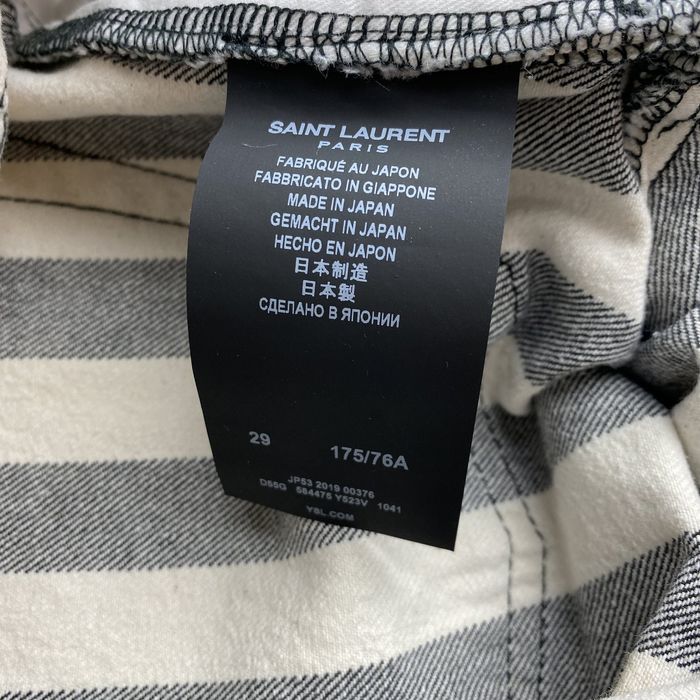 SAINT LAURENT
PARIS
FABRIQUÉ AU JAPON
FABBRICATO IN GIAPPONE
MADE IN JAPAN
GEMACHT IN JAPAN
HECHO EN JAPON
日本制造
日本製
СДЕЛАНО В ЯПОНИИ
29 175/76A
JP53 2019 00376
D55G 584475 Y523V 1041
YSL.COM